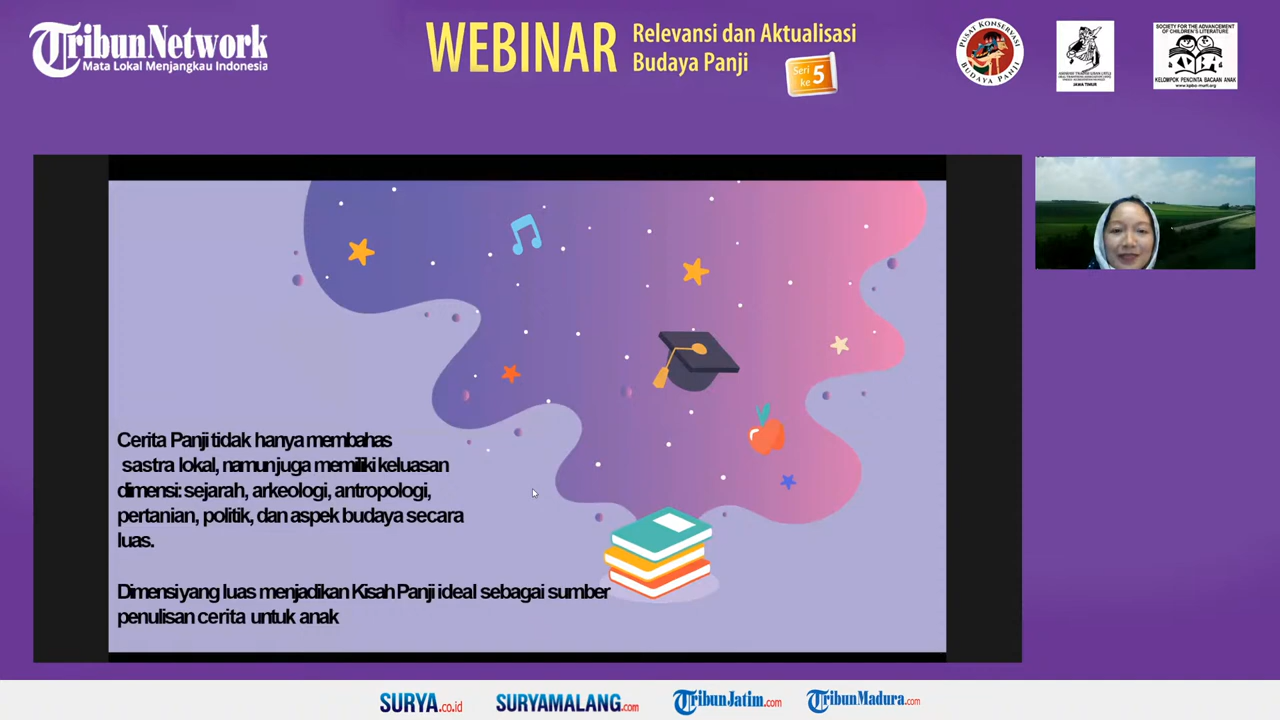 TribunNetwork
Mata Lokal Menjangkau Indonesia
WEBINAR
Relevansi dan Aktualisasi
Budaya Panji
Seri
ke 5
PUSAT KONSERVASI
BUDAYA PANJI
JAWA TIMUR
SOCIETY FOR THE ADVANCEMENT
OF CHILDREN'S LITERATURE
KELOMPOK PENCINTA BACAAN ANAK
Cerita Panji tidak hanya membahas
sastra lokal, namun juga memiliki keluasan
dimensi: sejarah, arkeologi, antropologi,
pertanian, politik, dan aspek budaya secara
luas.
Dimensi yang luas menjadikan Kisah Panji ideal sebagai sumber
penulisan cerita untuk anak
SURYA.co.id
SURYAMALANG.com
TribunJatim.com
TribunMadura.com